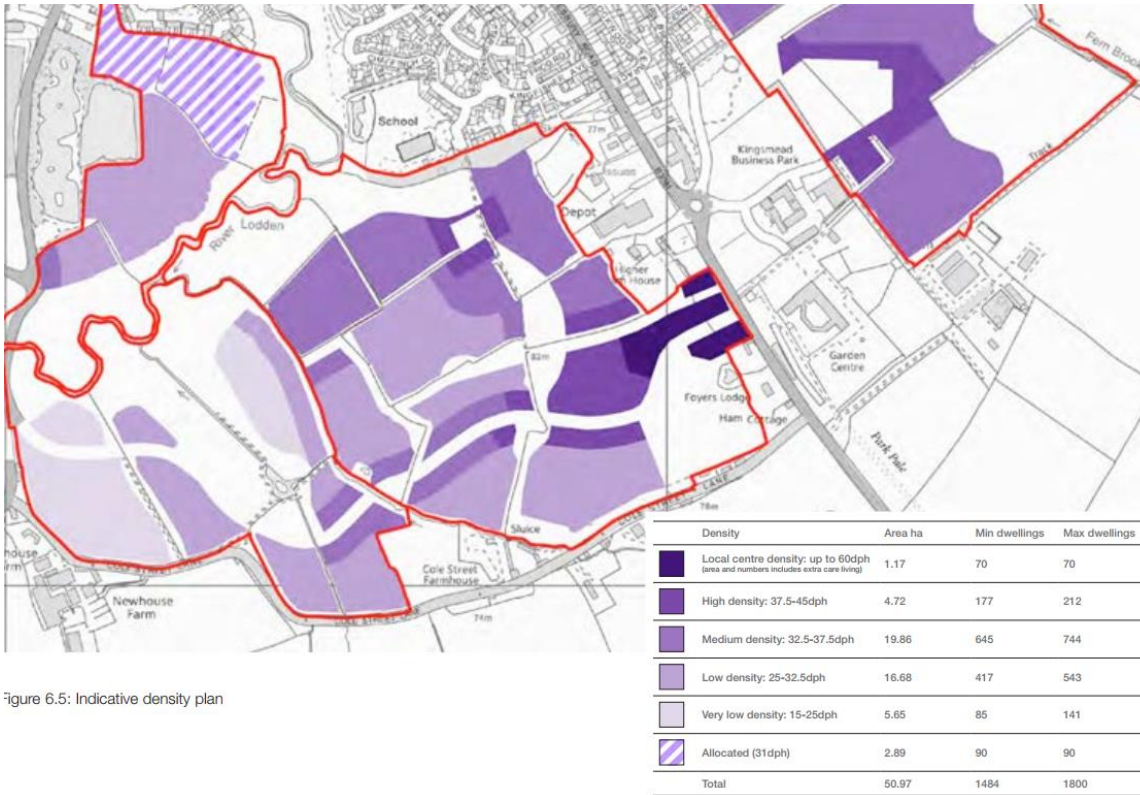 Fern Brook
School
77m
Kingsmead
Business Park
Track
Issues
Depot
River Lodden
Higher
House
82m
Garden
Centre
Foyers Lodge
Ham Cottage
Park Pale
LANE
78m
Sluice
Cole Street
Farmhouse
Newhouse
Farm
74m
Density Area ha Min dwellings Max dwellings
Local centre density: up to 60dph 1.17 70 70
(area and numbers includes extra care living)
High density: 37.5-45dph 4.72 177 212
Medium density: 32.5-37.5dph 19.86 645 744
Low density: 25-32.5dph 16.68 417 543
Very low density: 15-25dph 5.65 85 141
Allocated (31dph) 2.89 90 90
Total 50.97 1484 1800
Figure 6.5: Indicative density plan